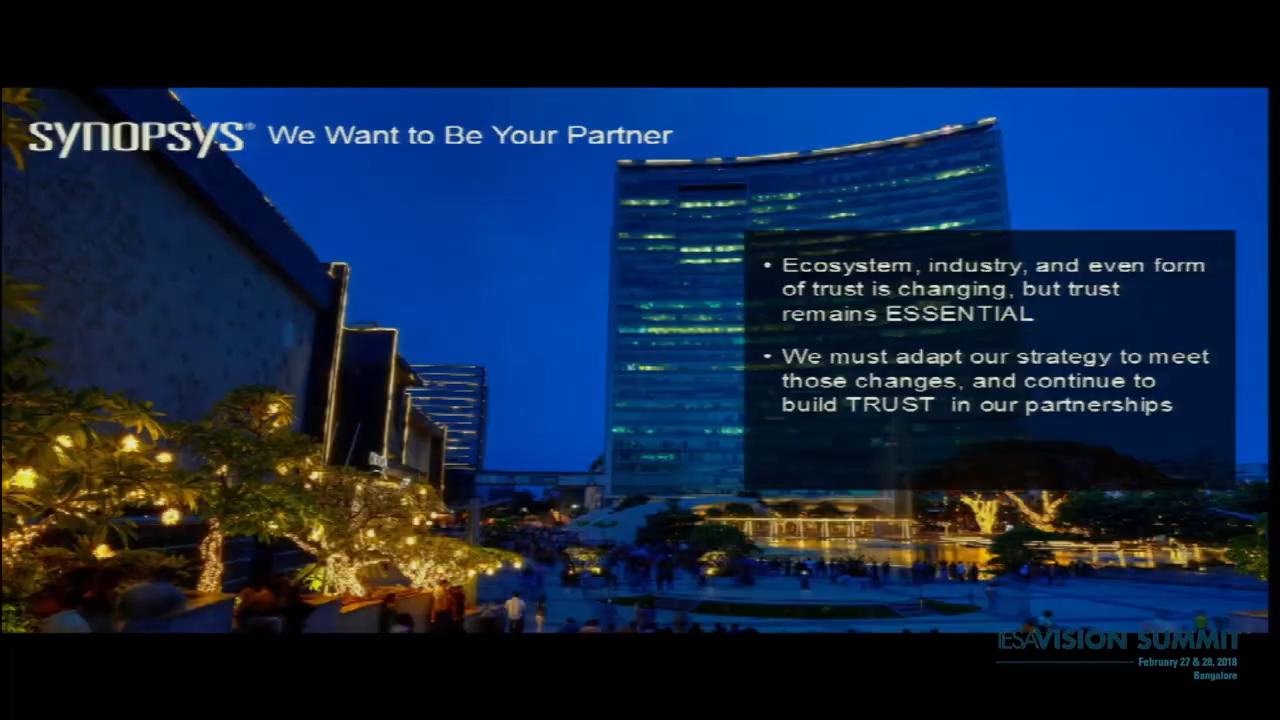 SYNOPSYS® We Want to Be Your Partner
• Ecosystem, industry, and even form
of trust is changing, but trust
remains ESSENTIAL
• We must adapt our strategy to meet
those changes, and continue to
build TRUST in our partnerships
IESA VISION SUMMIT
February 27 & 28, 2018
Bangalore